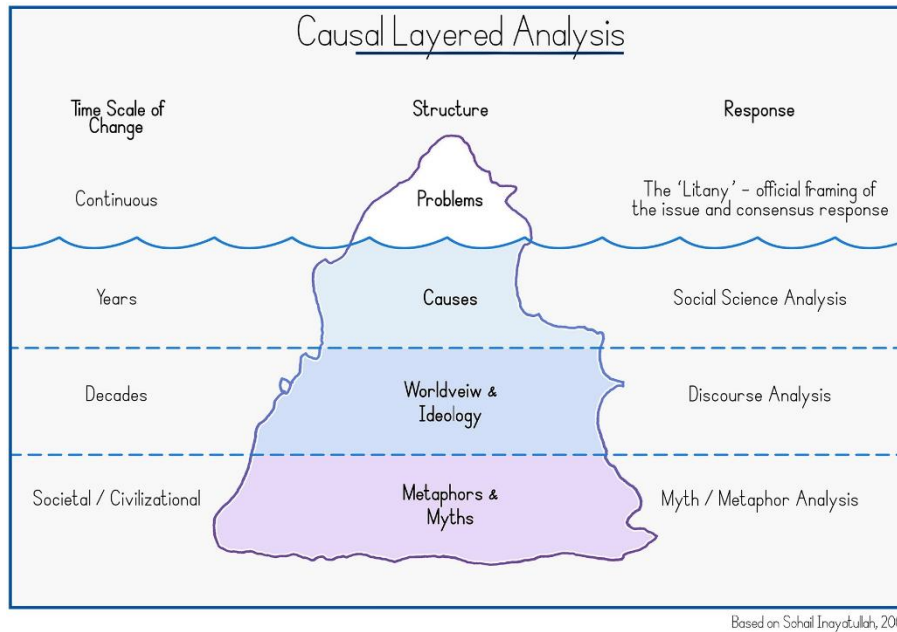 Causal Layered Analysis
Time Scale of
Change
Structure
Response
Continuous
Problems
The 'Litany' - official framing of
the issue and consensus response
Years
Causes
Social Science Analysis
Decades
Worldveiw &
Ideology
Discourse Analysis
Societal / Civilizational
Metaphors &
Myths
Myth / Metaphor Analysis
Based on Sohail Inayatullah,